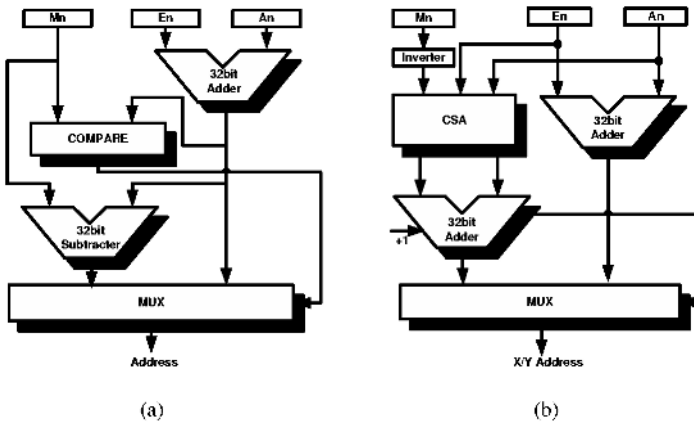 Mn
En
An
32bit
Adder
COMPARE
32bit
Subtracter
MUX
Address
(a)
Mn
En
An
Inverter
CSA
32bit
Adder
32bit
Adder
+1
MUX
X/Y Address
(b)